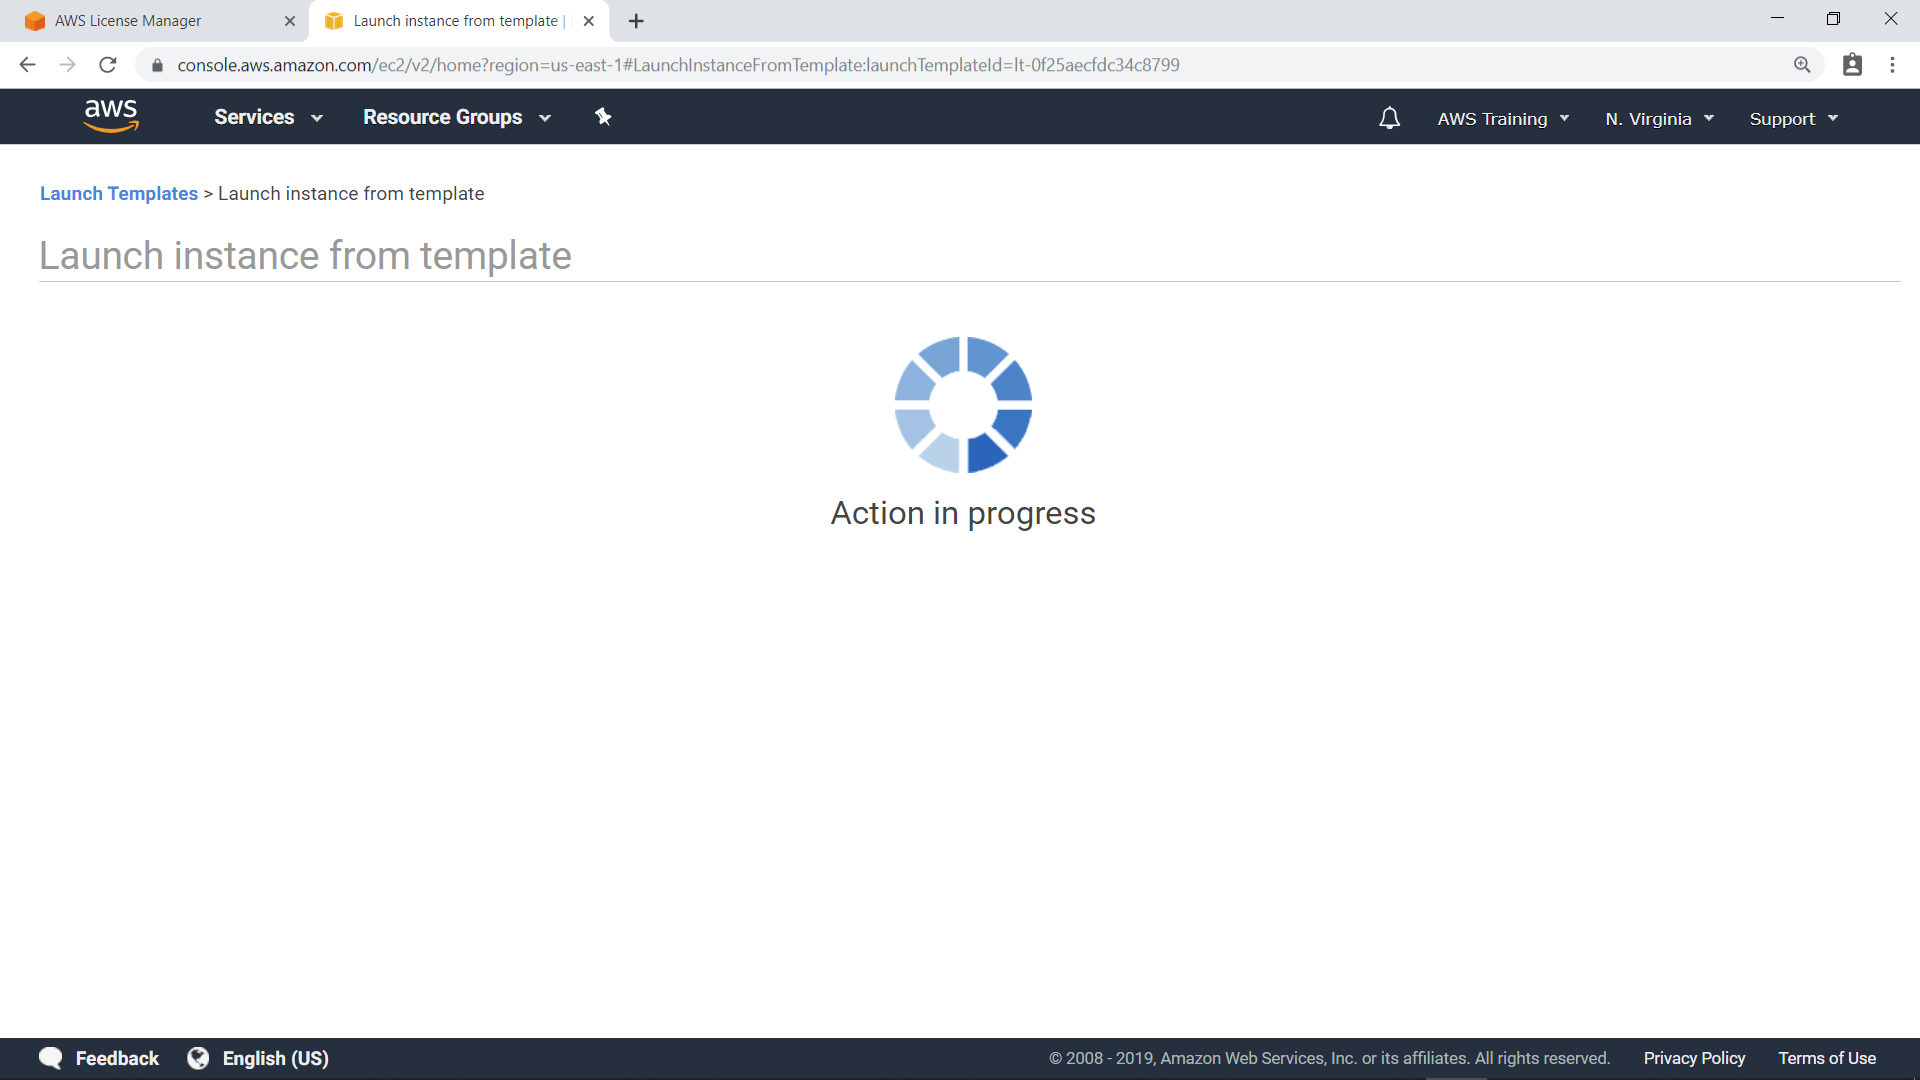 AWS License Manager
Launch instance from template |
console.aws.amazon.com/ec2/v2/home?region=us-east-1#LaunchInstanceFromTemplate:launchTemplateId=lt-0f25aecfdc34c8799
aws Services Resource Groups AWS Training N. Virginia Support
Launch Templates > Launch instance from template
Launch instance from template
Action in progress
Feedback English (US) © 2008 - 2019, Amazon Web Services, Inc. or its affiliates. All rights reserved. Privacy Policy Terms of Use